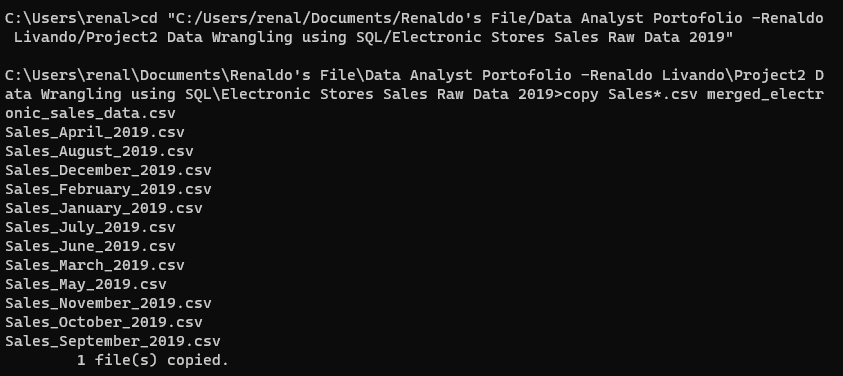 C:\Users\renal>cd "C:/Users/renal/Documents/Renaldo's File/Data Analyst Portofolio -Renaldo
 Livando/Project2 Data Wrangling using SQL/Electronic Stores Sales Raw Data 2019"
C:\Users\renal\Documents\Renaldo's File\Data Analyst Portofolio -Renaldo Livando\Project2 D
ata Wrangling using SQL\Electronic Stores Sales Raw Data 2019>copy Sales*.csv merged_electr
onic_sales_data.csv
Sales_April_2019.csv
Sales_August_2019.csv
Sales_December_2019.csv
Sales_February_2019.csv
Sales_January_2019.csv
Sales_July_2019.csv
Sales_June_2019.csv
Sales_March_2019.csv
Sales_May_2019.csv
Sales_November_2019.csv
Sales_October_2019.csv
Sales_September_2019.csv
        1 file(s) copied.